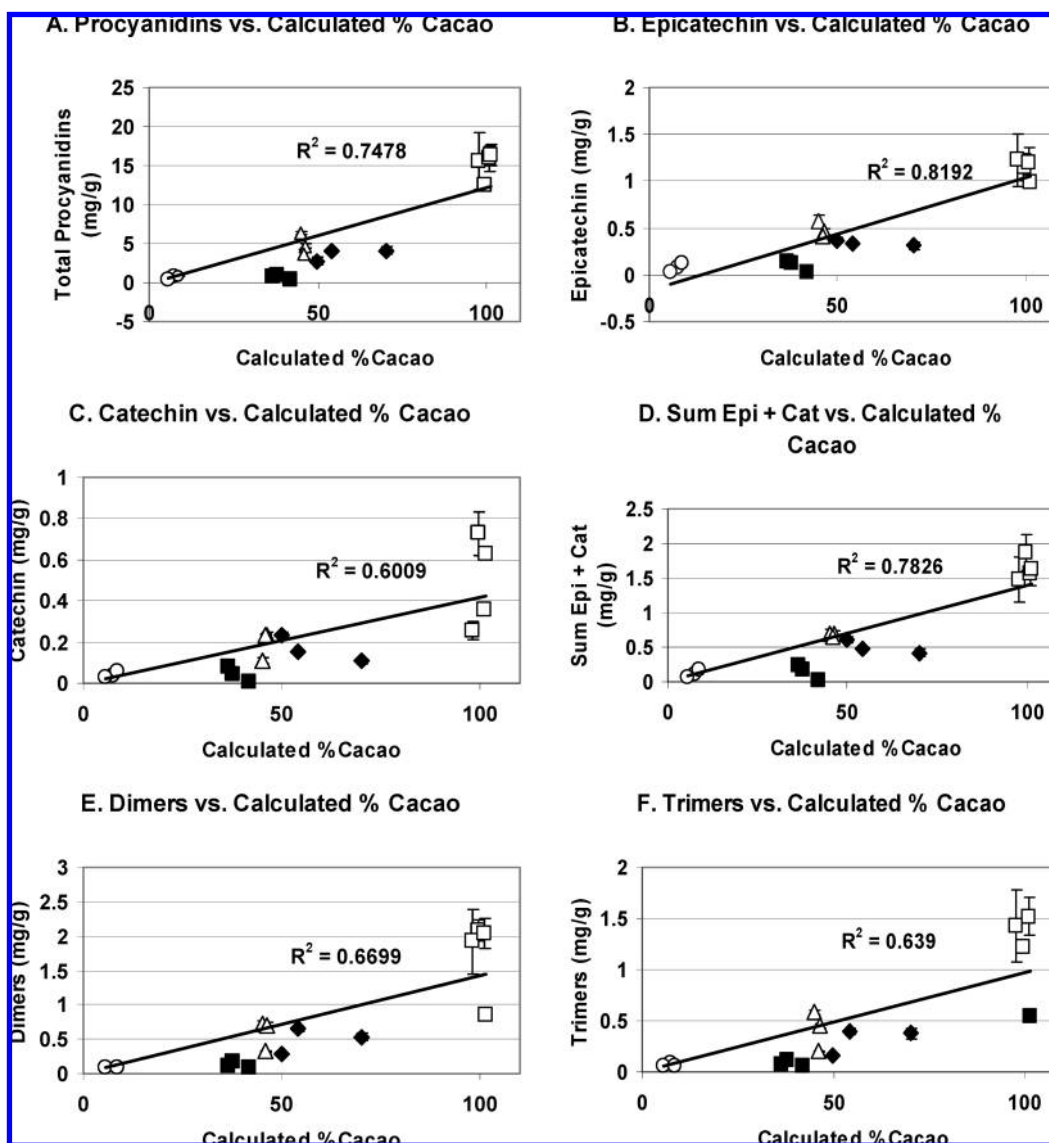 A. Procyanidins vs. Calculated % Cacao
B. Epicatechin vs. Calculated % Cacao
Total Procyanidins
(mg/g)
25
20
15
10
5
0
-5
R² = 0.7478
0
50
100
Calculated %Cacao
Epicatechin (mg/g)
2
1.5
1
0.5
0
-0.5
R² = 0.8192
0
50
100
Calculated %Cacao
C. Catechin vs. Calculated % Cacao
D. Sum Epi + Cat vs. Calculated %
Cacao
Catechin (mg/g)
1
0.8
0.6
0.4
0.2
0
R² = 0.6009
0
50
100
Calculated %Cacao
Sum Epi + Cat
(mg/g)
2.5
2
1.5
1
0.5
0
R² = 0.7826
0
50
100
Calculated %Cacao
E. Dimers vs. Calculated % Cacao
F. Trimers vs. Calculated % Cacao
Dimers (mg/g)
3
2.5
2
1.5
1
0.5
0
R² = 0.6699
0
50
100
Calculated %Cacao
Trimers (mg/g)
2
1.5
1
0.5
0
R² = 0.639
0
50
100
Calculated %Cacao